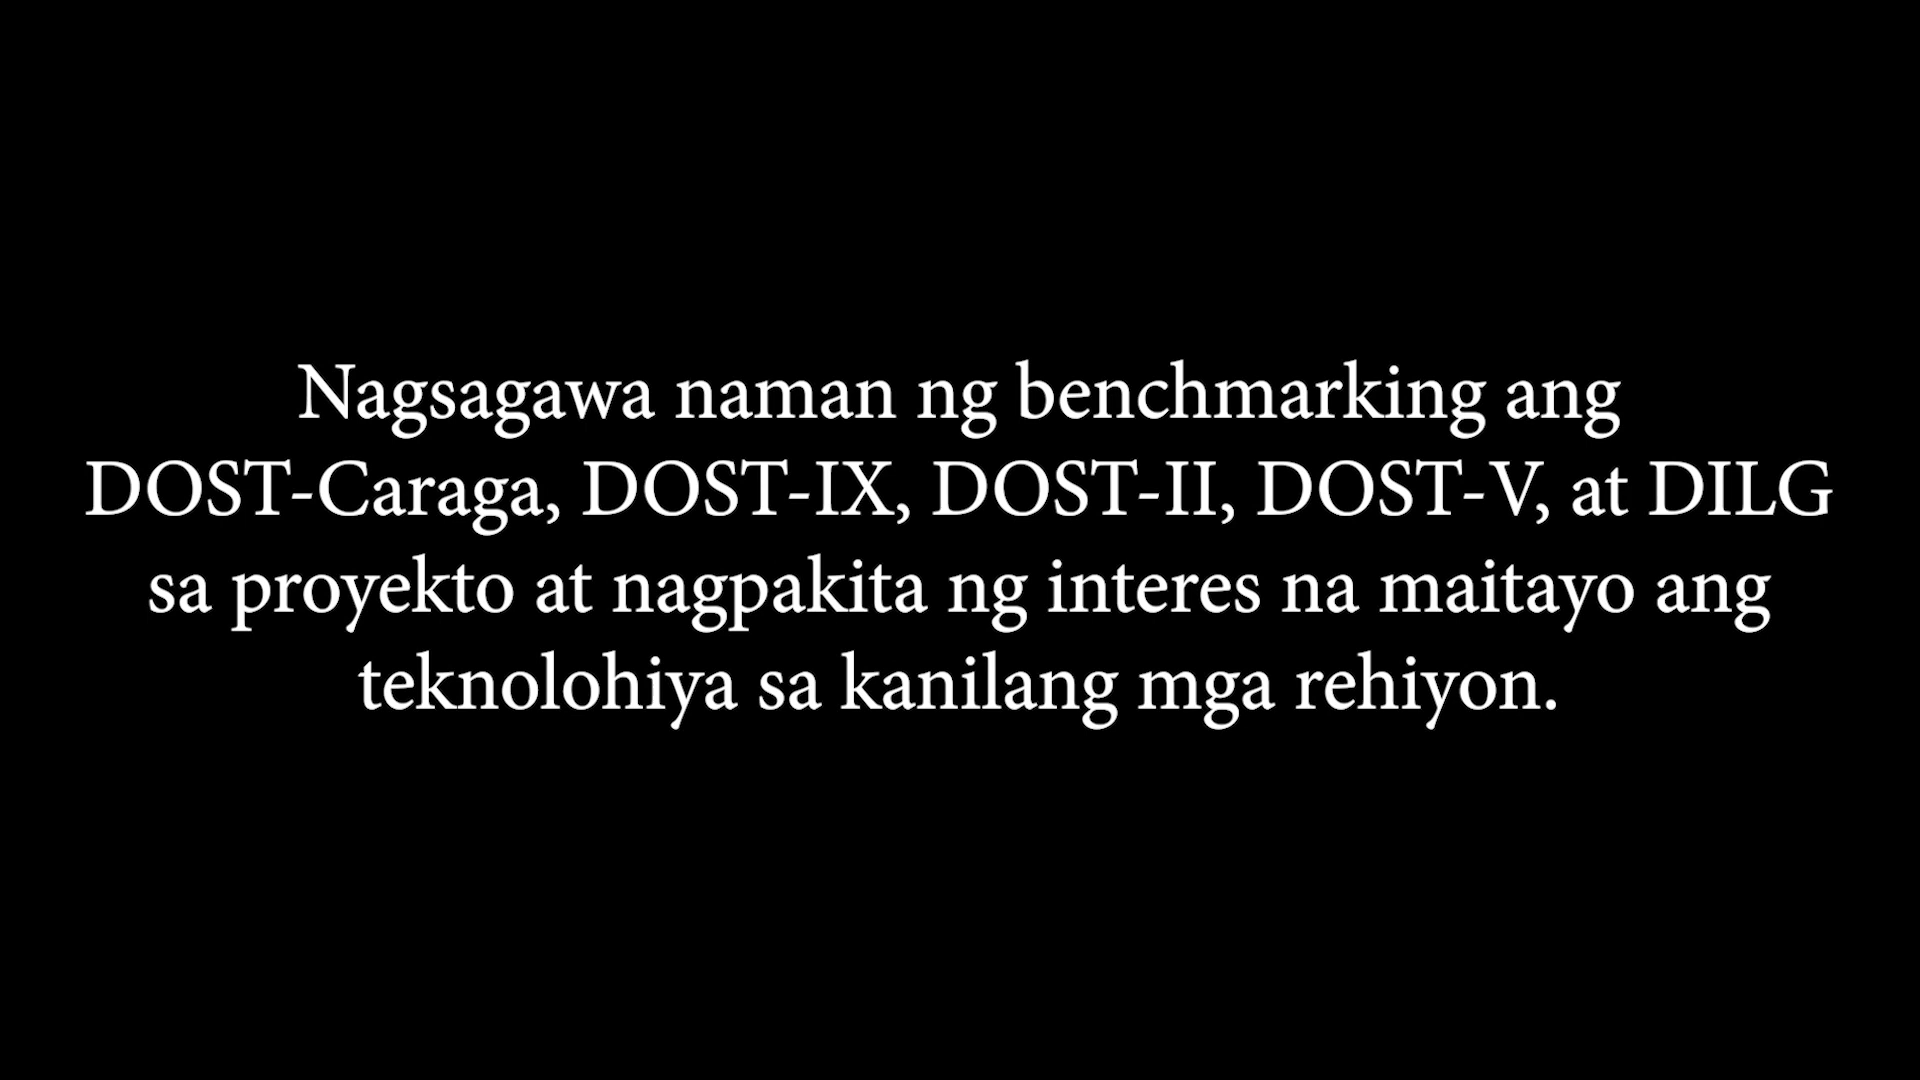 Nagsagawa naman ng benchmarking ang
DOST-Caraga, DOST-IX, DOST-II, DOST-V, at DILG
sa proyekto at nagpakita ng interes na maitayo ang
teknolohiya sa kanilang mga rehiyon.